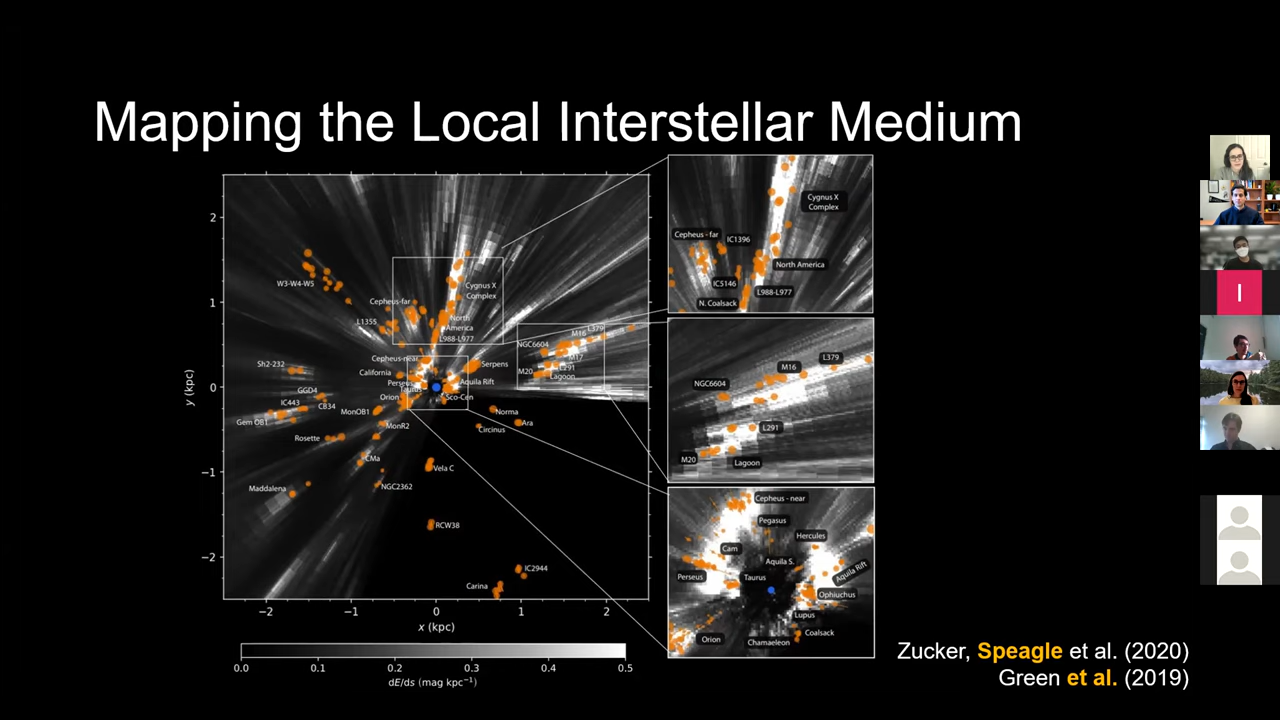 Mapping the Local Interstellar Medium
2
1
0
−1
−2
y (kpc)
−2
−1
0
1
2
x (kpc)
W3-W4-W5
Cepheus-far
Cygnus X
Complex
L1355
North
America
L988-L977
Cepheus-near
Sh2-232
California
Perseus
Taurus
Serpens
Aquila Rift
GGD4
Orion
Sco-Cen
IC443
CB34
MonOB1
Norma
Gem OB1
MonR2
Circinus
Ara
Rosette
CMa
Vela C
Maddalena
NGC2362
RCW38
IC2944
Carina
NGC6604
M16
L379
M17
L291
M20
Lagoon
0.0
0.1
0.2
0.3
0.4
0.5
dE/ds (mag kpc⁻¹)
Cygnus X
Complex
Cepheus - far
IC1396
North America
IC5146
L988-L977
N. Coalsack
L379
M16
NGC6604
L291
M20
Lagoon
Cepheus - near
Pegasus
Hercules
Cam
Aquila S.
Aquila Rift
Perseus
Taurus
Ophiuchus
Lupus
Coalsack
Orion
Chamaeleon
Zucker, Speagle et al. (2020)
Green et al. (2019)
I